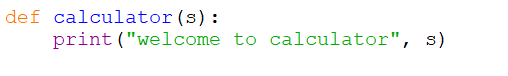 def calculator(s):
    print("welcome to calculator", s)